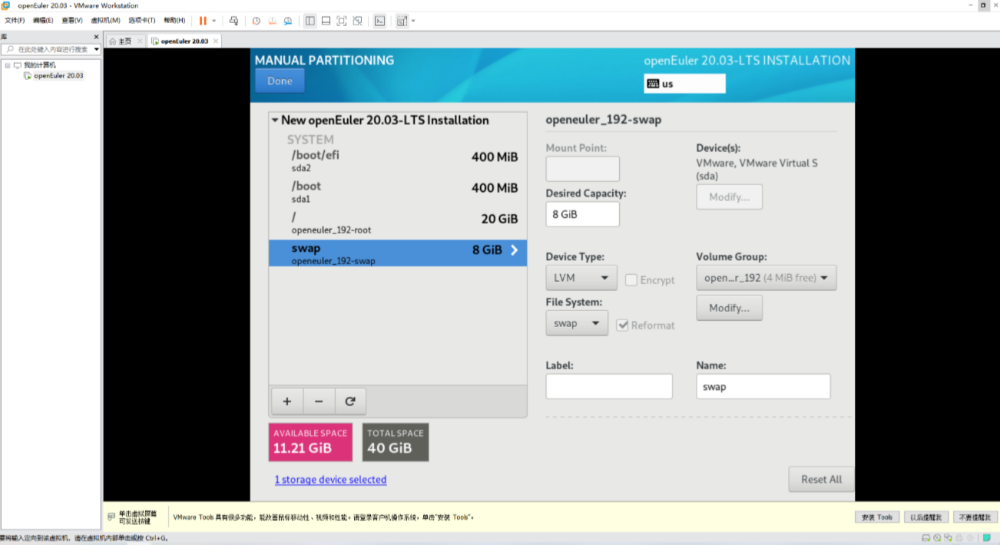 openEuler 20.03 - VMware Workstation
文件(F) 编辑(E) 查看(V) 虚拟机(M) 选项卡(T) 帮助(H)
库
在此处键入内容进行搜索
我的计算机
openEuler 20.03
主页
openEuler 20.03
MANUAL PARTITIONING
Done
openEuler 20.03-LTS INSTALLATION
us
New openEuler 20.03-LTS Installation
SYSTEM
/boot/efi 400 MiB
sda2
/boot 400 MiB
sda1
/ 20 GiB
openeuler_192-root
swap 8 GiB
openeuler_192-swap
AVAILABLE SPACE
11.21 GiB
TOTAL SPACE
40 GiB
1 storage device selected
openeuler_192-swap
Mount Point:
Device(s):
VMware, VMware Virtual S
(sda)
Modify...
Desired Capacity:
8 GiB
Device Type:
LVM
Encrypt
Volume Group:
open...r_192 (4 MiB free)
Modify...
File System:
swap
Reformat
Label:
Name:
swap
Reset All
单击虚拟屏幕
可发送按键
VMware Tools 具有很多功能，能改善鼠标移动性、视频和性能。请登录客户机操作系统，单击“安装 Tools”。
安装 Tools
以后提醒我
不再提醒我
要将输入定向到该虚拟机，请在虚拟机内部单击或按 Ctrl+G。